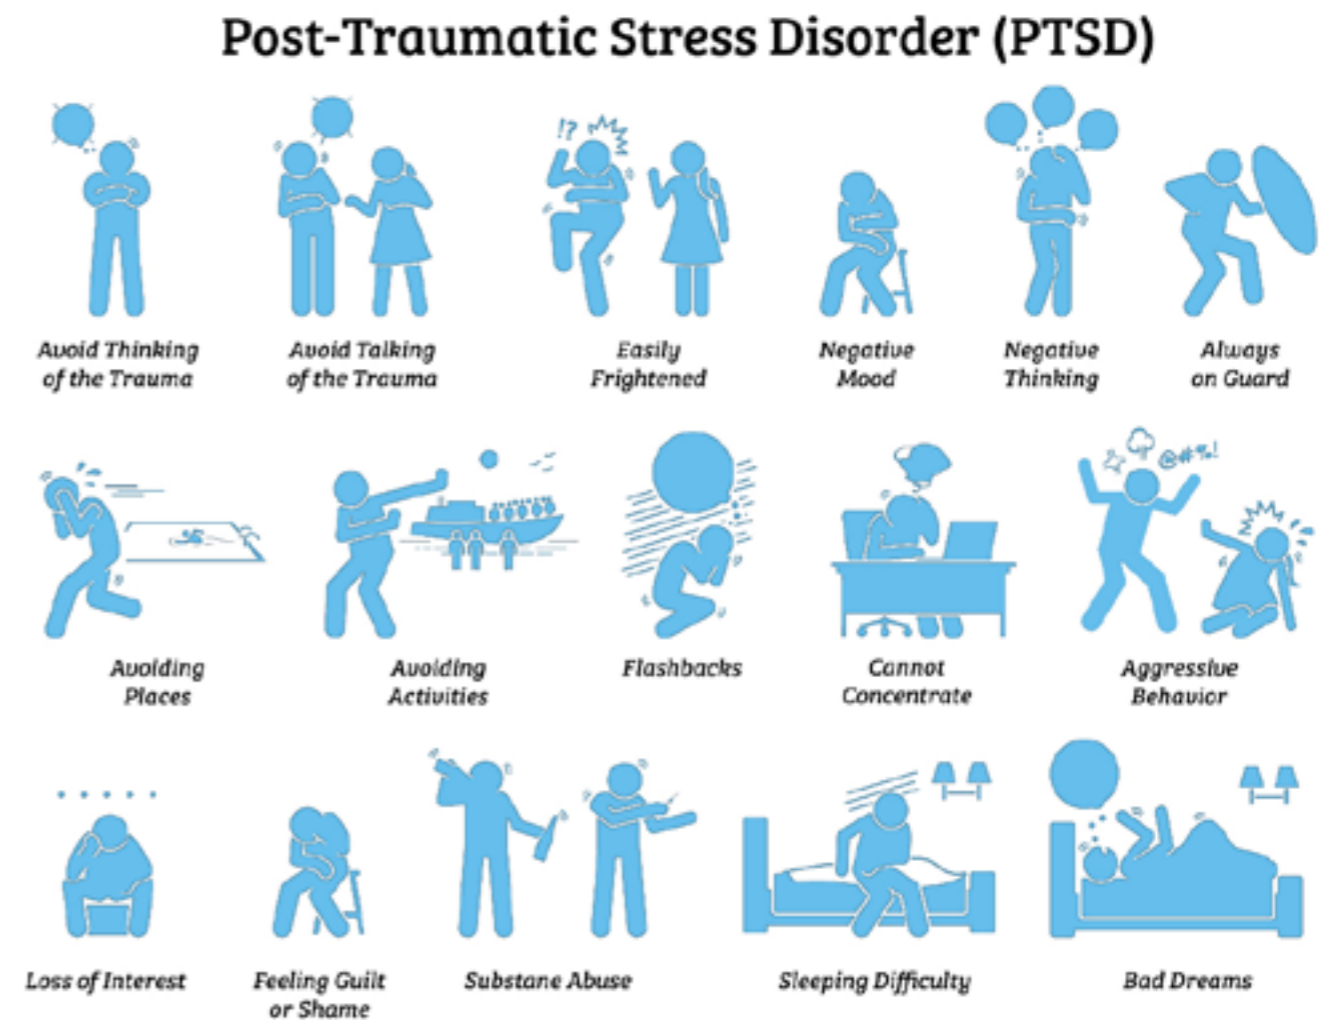 Post-Traumatic Stress Disorder (PTSD)
!?
Avoid Thinking
of the Trauma
Avoid Talking
of the Trauma
Easily
Frightened
Negative
Mood
Negative
Thinking
Always
on Guard
@#%!
Avoiding
Places
Avoiding
Activities
Flashbacks
Cannot
Concentrate
Aggressive
Behavior
Loss of Interest
Feeling Guilt
or Shame
Substane Abuse
Sleeping Difficulty
Bad Dreams